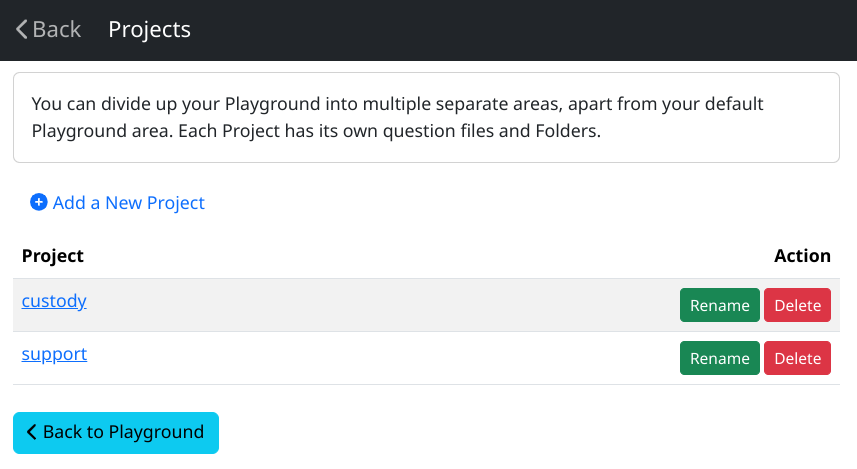 Back Projects
You can divide up your Playground into multiple separate areas, apart from your default
Playground area. Each Project has its own question files and Folders.
Add a New Project
Project Action
custody Rename Delete
support Rename Delete
Back to Playground